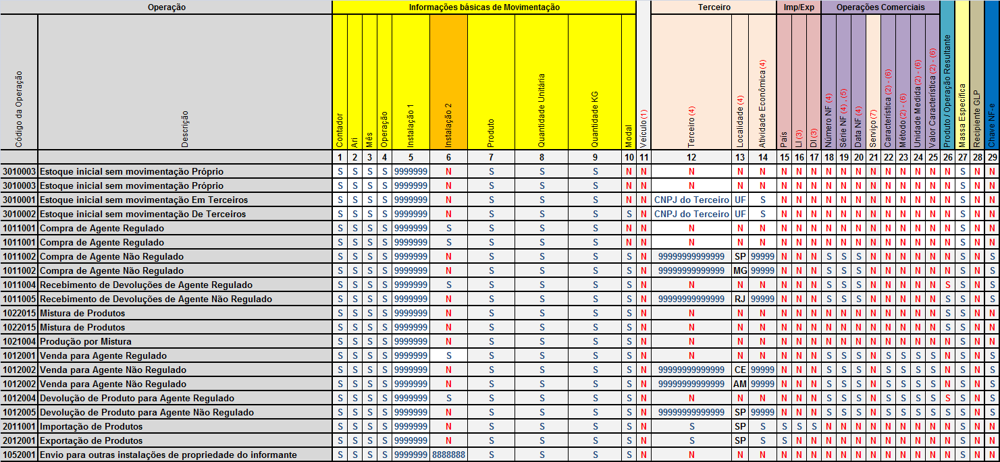 Operação Informações básicas de Movimentação Terceiro Imp/Exp Operações Comerciais
Código da Operação
Descrição
Contador
Ari
Mês
Operação
Instalação 1
Instalação 2
Produto
Quantidade Unitária
Quantidade KG
Modal
Veículo (1)
Terceiro (4)
Localidade (4)
Atividade Econômica (4)
País
LI (3)
DI (3)
Número NF (4)
Série NF (4) , (5)
Data NF (4)
Serviço (7)
Característica (2) - (6)
Método (2) - (6)
Unidade Medida (2) - (6)
Valor Característica (2) - (6)
Produto / Operação Resultante
Massa Específica
Recipiente GLP
Chave NF-e
1 2 3 4 5 6 7 8 9 10 11 12 13 14 15 16 17 18 19 20 21 22 23 24 25 26 27 28 29
3010003 Estoque inicial sem movimentação Próprio S S S S 9999999 N S S S N N N N N N N N N N N N N N N N N S N N
3010003 Estoque inicial sem movimentação Próprio S S S S 9999999 N S S S N N N N N N N N N N N N N N N N N S N N
3010001 Estoque inicial sem movimentação Em Terceiros S S S S 9999999 N S S S N N CNPJ do Terceiro UF S N N N N N N N N N N N N S N N
3010002 Estoque inicial sem movimentação De Terceiros S S S S 9999999 N S S S N N CNPJ do Terceiro UF S N N N N N N N N N N N N S N N
1011001 Compra de Agente Regulado S S S S 9999999 S S S S N N N N N N N N N N N N N N N N N S N N
1011001 Compra de Agente Regulado S S S S 9999999 S S S S N N N N N N N N N N N N N N N N N S N N
1011002 Compra de Agente Não Regulado S S S S 9999999 N S S S S N 99999999999999 SP 99999 N N N S S S N N N N N N S N S
1011002 Compra de Agente Não Regulado S S S S 9999999 N S S S S N 99999999999999 MG 99999 N N N S S S N N N N N N S N S
1011004 Recebimento de Devoluções de Agente Regulado S S S S 9999999 S S S S S N N N N N N N S S S N N N N N S S N S
1011005 Recebimento de Devoluções de Agente Não Regulado S S S S 9999999 N S S S S N 99999999999999 RJ 99999 N N N S S S N N N N N S S N S
1022015 Mistura de Produtos S S S S 9999999 N S S S S N N N N N N N N N N N N N N N S S N N
1022015 Mistura de Produtos S S S S 9999999 N S S S S N N N N N N N N N N N N N N N S S N N
1021004 Produção por Mistura S S S S 9999999 N S S S S N N N N N N N N N N N N N N N N S N N
1012001 Venda para Agente Regulado S S S S 9999999 S S S S S N N N N N N N S S S N S S S S N S N S
1012002 Venda para Agente Não Regulado S S S S 9999999 N S S S S N 99999999999999 CE 99999 N N N S S S N S S S S N S N S
1012002 Venda para Agente Não Regulado S S S S 9999999 N S S S S N 99999999999999 AM 99999 N N N S S S N S S S S N S N S
1012004 Devolução de Produto para Agente Regulado S S S S 9999999 S S S S S N N N N N N N S S S N S S S S S S N S
1012005 Devolução de Produto para Agente Não Regulado S S S S 9999999 N S S S S N 99999999999999 SP 99999 N N N S S S N S S S S S S N S
2011001 Importação de Produtos S S S S 9999999 N S S S S N S SP S S S S N N N N N N N N N S N N
2012001 Exportação de Produtos S S S S 9999999 N S S S S N S SP S S N N N N N N N N N N N S N N
1052001 Envio para outras instalações de propriedade do informante S S S S 9999999 8888888 S S S S N N N N N N N N N N N N N N N N S N N